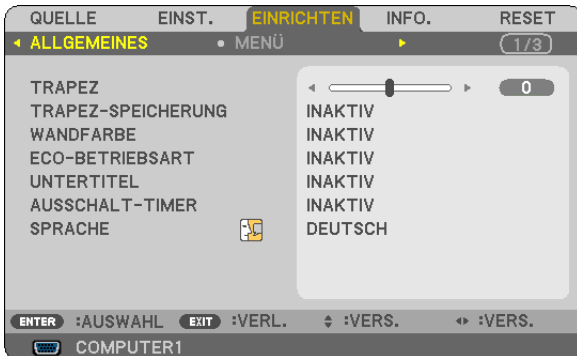 QUELLE EINST. EINRICHTEN INFO. RESET
ALLGEMEINES MENÜ 1/3
TRAPEZ 0
TRAPEZ-SPEICHERUNG INAKTIV
WANDFARBE INAKTIV
ECO-BETRIEBSART INAKTIV
UNTERTITEL INAKTIV
AUSSCHALT-TIMER INAKTIV
SPRACHE DEUTSCH
ENTER :AUSWAHL EXIT :VERL. :VERS. :VERS.
COMPUTER1